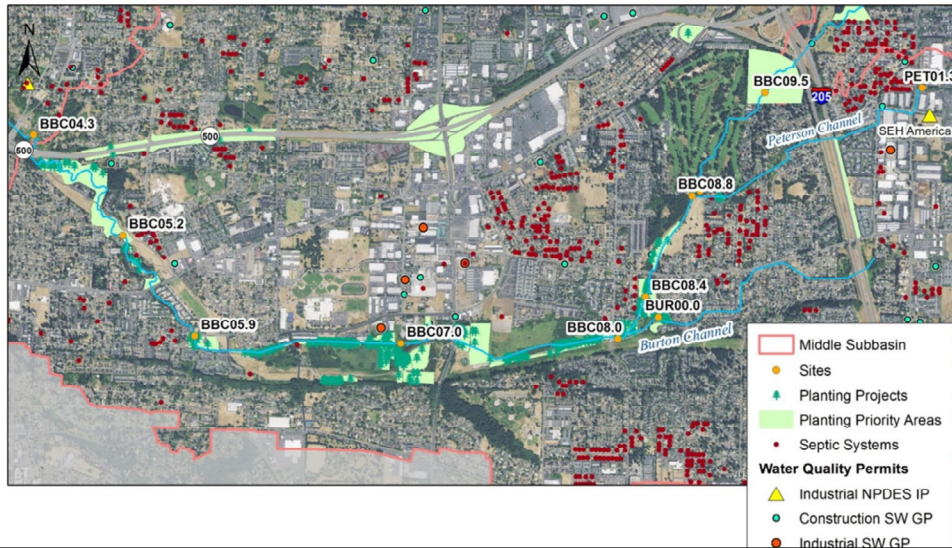 N
BBC04.3
500
500
BBC05.2
BBC05.9
BBC07.0
BBC08.0
BBC08.4
BUR00.0
Burton Channel
BBC08.8
BBC09.5
205
Peterson Channel
PET01.
SEH America
Middle Subbasin
Sites
Planting Projects
Planting Priority Areas
Septic Systems
Water Quality Permits
Industrial NPDES IP
Construction SW GP
Industrial SW GP